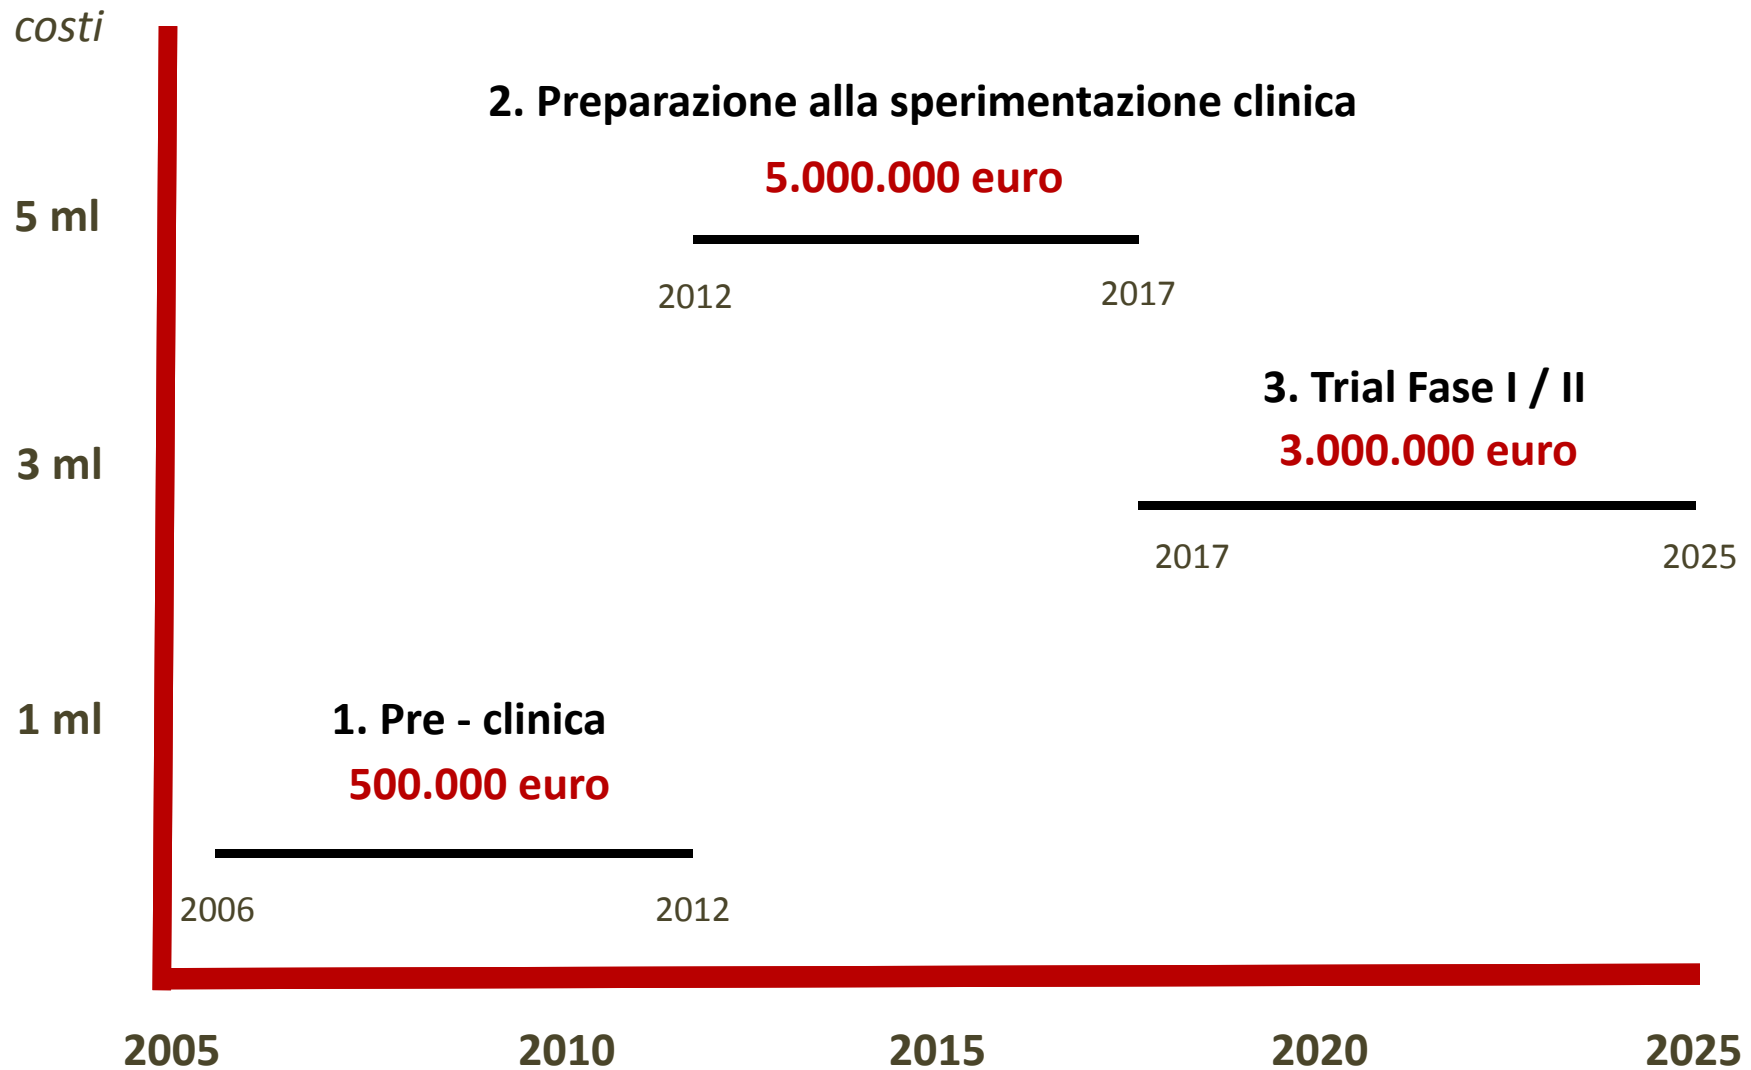 costi
2. Preparazione alla sperimentazione clinica
5.000.000 euro
5 ml
2012
2017
3. Trial Fase I / II
3.000.000 euro
3 ml
2017
2025
1 ml
1. Pre - clinica
500.000 euro
2006
2012
2005
2010
2015
2020
2025